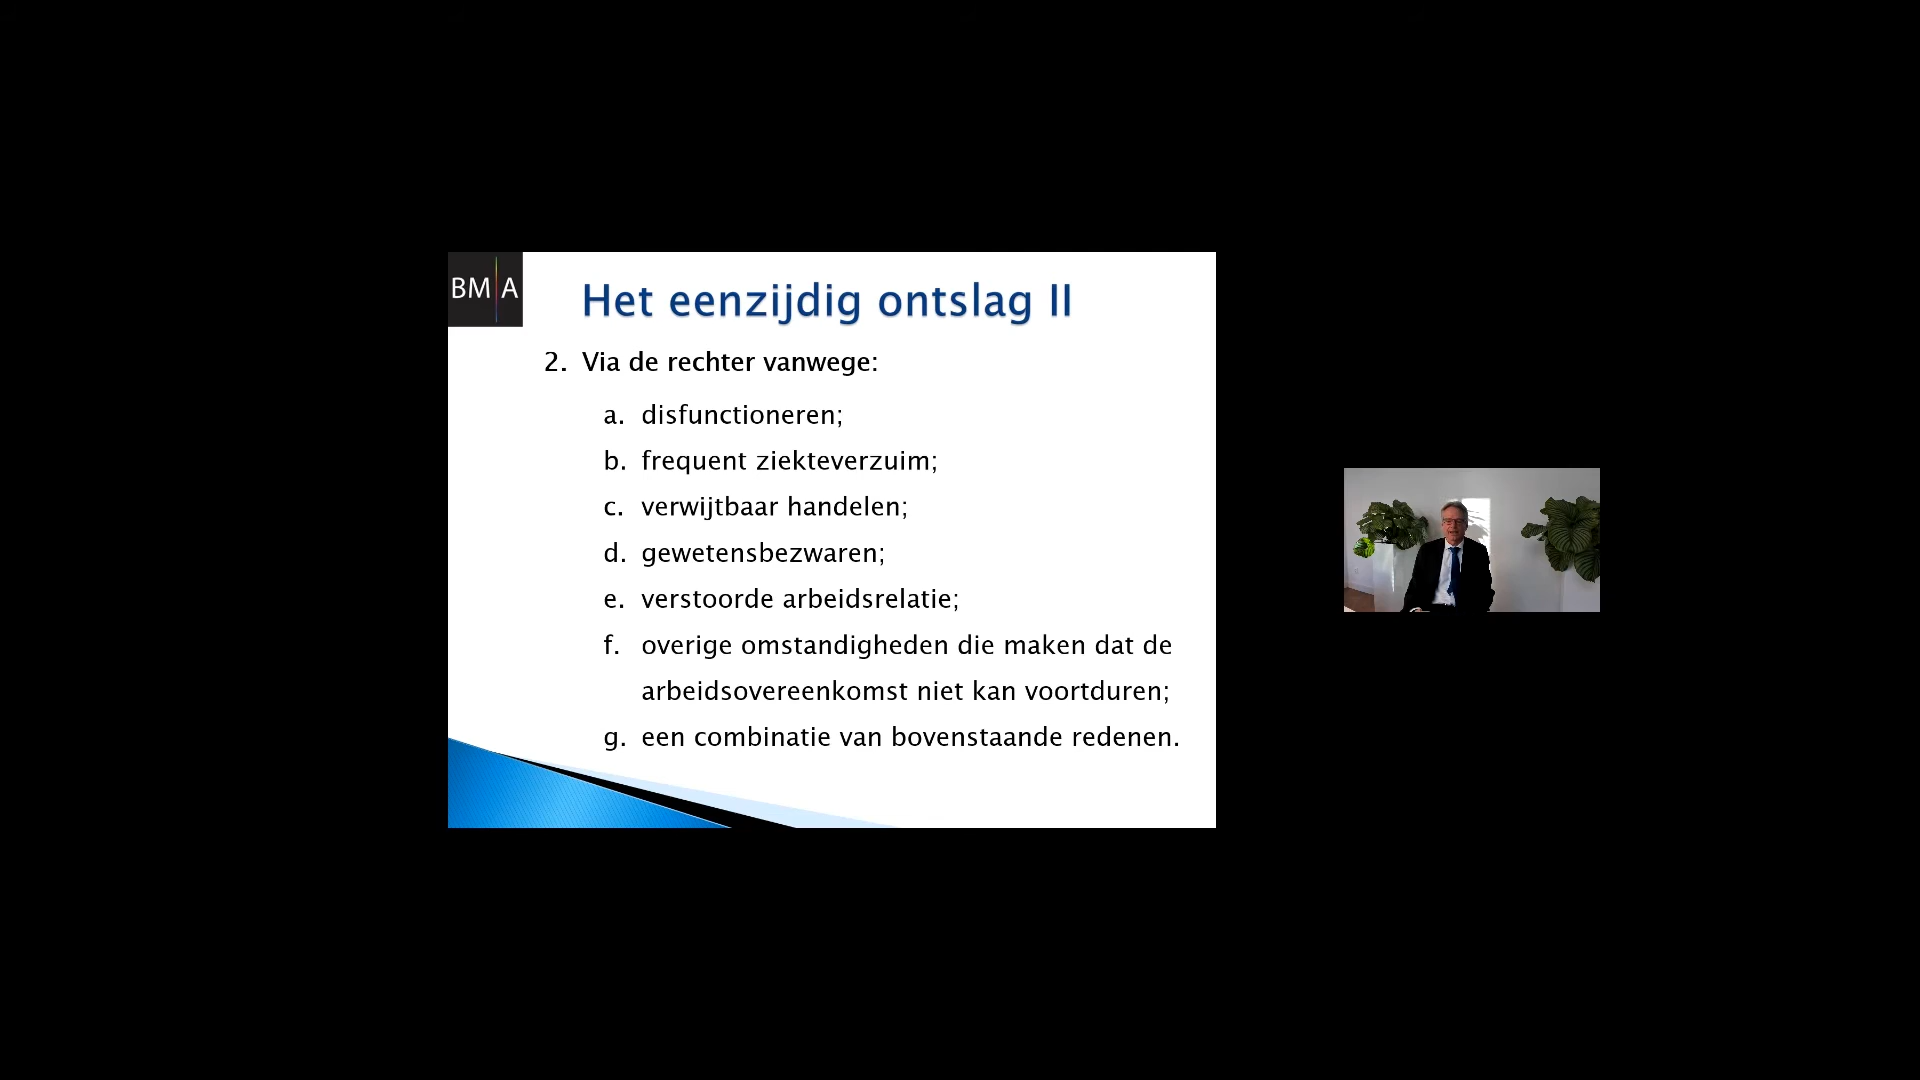 BM|A
Het eenzijdig ontslag II
2. Via de rechter vanwege:
a. disfunctioneren;
b. frequent ziekteverzuim;
c. verwijtbaar handelen;
d. gewetensbezwaren;
e. verstoorde arbeidsrelatie;
f. overige omstandigheden die maken dat de
arbeidsovereenkomst niet kan voortduren;
g. een combinatie van bovenstaande redenen.